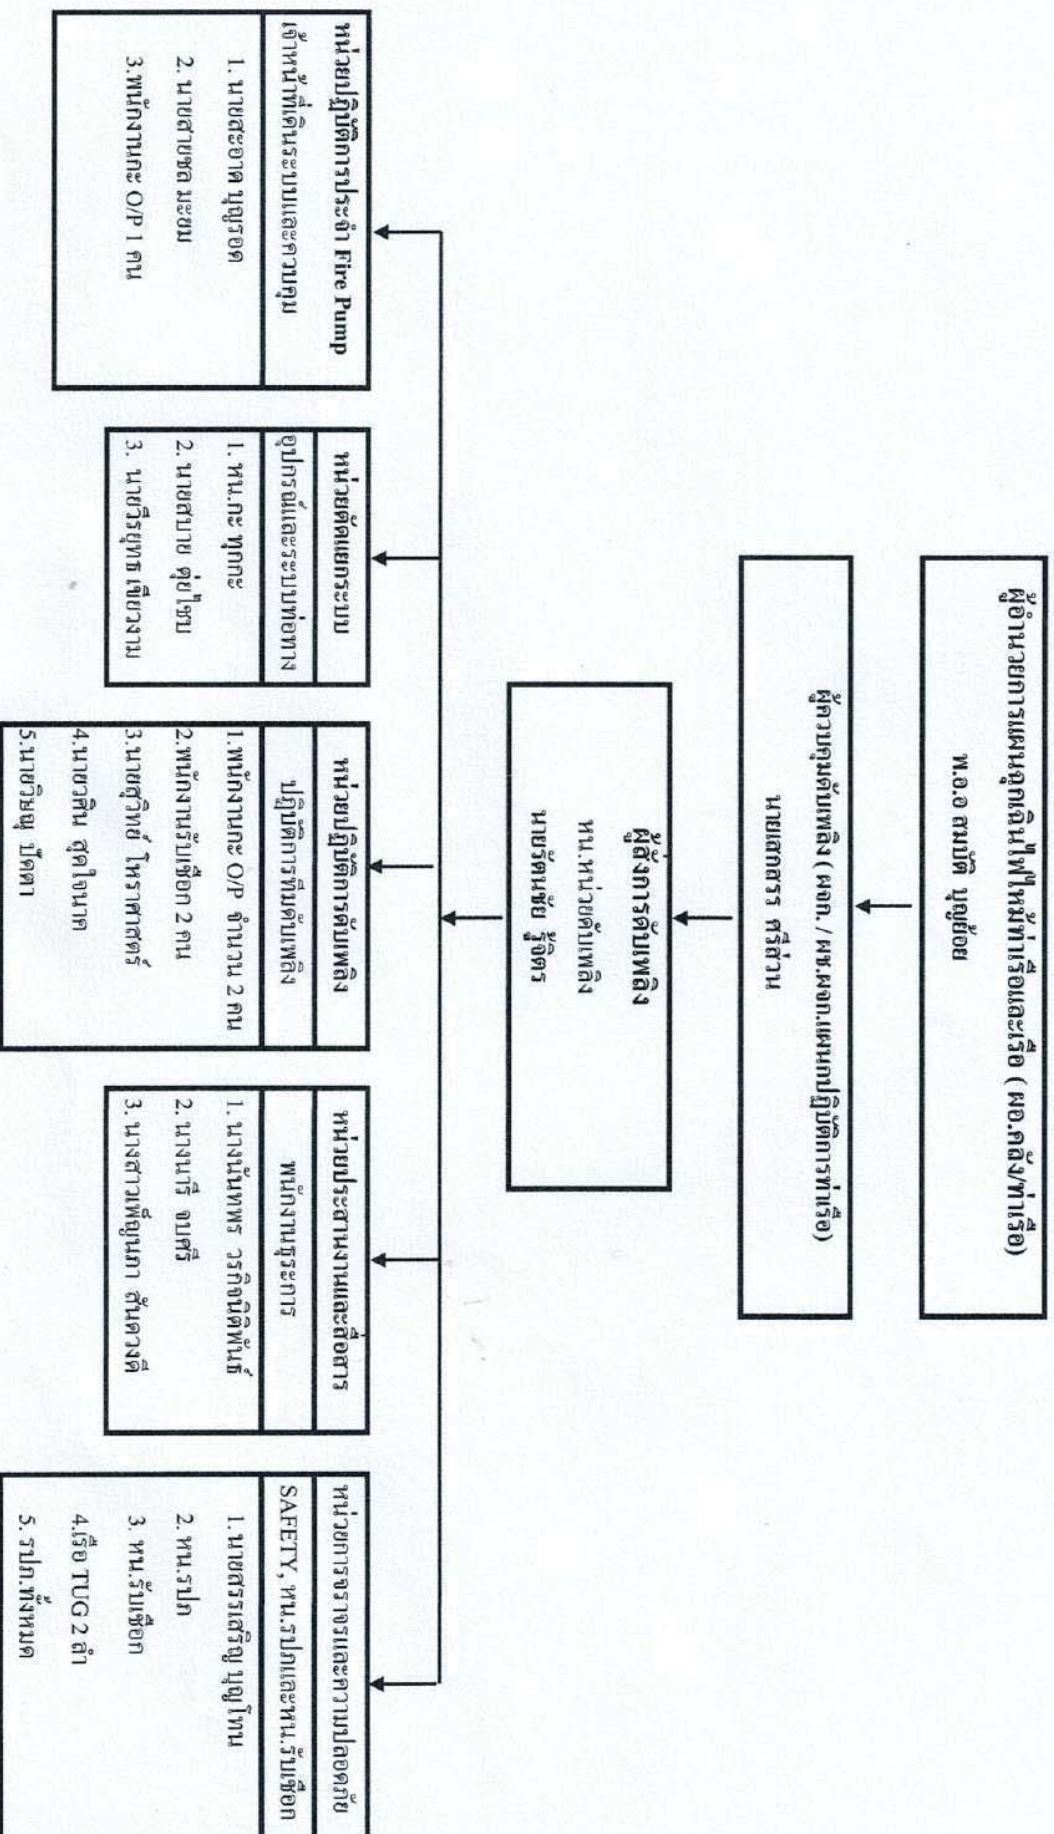 ผู้อำนวยการแผนฉุกเฉินไฟไหม้ท่าเรือและเรือ ( ผอ.คลัง/ท่าเรือ)
พ.อ.อ สมบัติ บุญย้อย
ผู้ควบคุมดับเพลิง ( ผจก. / ผช.ผจก.แผนกปฏิบัติการท่าเรือ)
นายเสกสรร ศรีส่วน
ผู้สั่งการดับเพลิง
หน.หน่วยดับเพลิง
นายรัตนชัย รู้จิตร
หน่วยปฏิบัติการประจำ Fire Pump
เจ้าหน้าที่เดินระบบและควบคุม
1. นายสะอาด บุญรอด
2. นายสายชล มะยม
3.พนักงานกะ O/P 1 คน
หน่วยตัดแยกระบบ
อุปกรณ์และระบบท่อทาง
1. หน.กะ ทุกกะ
2. นายสบาย ตุ่ยไชบ
3. นายวีรยุทธ เขียวงาม
หน่วยปฏิบัติการดับเพลิง
ปฏิบัติการทีมดับเพลิง
1.พนักงานกะ O/P จำนวน 2 คน
2.พนักงานรับเชือก 2 คน
3.นายสุวิทย์ โหราศาสตร์
4.นายวศิน สุดใจนาค
5.นายวิษณุ ปัดตา
หน่วยประสานงานและสื่อสาร
พนักงานธุรการ
1. นางนันทพร วรกิจนิติพันธ์
2. นางนารี จบศรี
3. นางสาวเพ็ญนภา สันดวงดี
หน่วยการจราจรและความปลอดภัย
SAFETY, หน.รปภและหน.รับเชือก
1. นายสรรเสริญ บุญโทน
2. หน.รปภ
3. หน.รับเชือก
4.เรือ TUG 2 ลำ
5. รปภ.ทั้งหมด